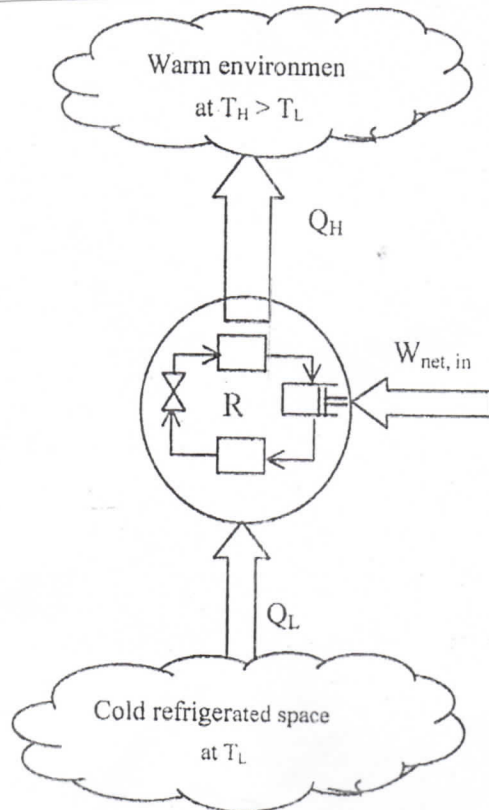 Warm environmen
at T_H > T_L
Q_H
W_net, in
R
Q_L
Cold refrigerated space
at T_L